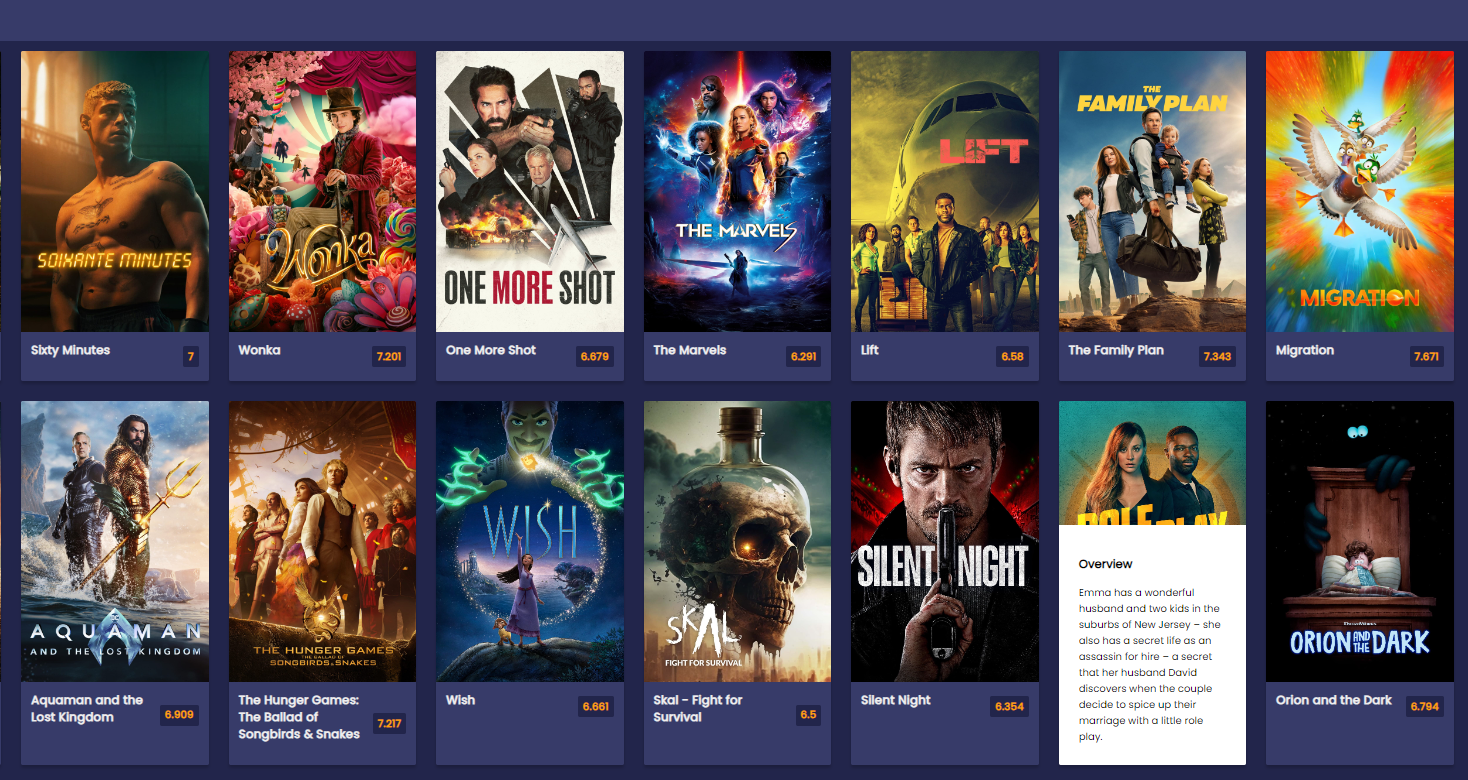 SOIXANTE MINUTES
Sixty Minutes
7
Wonka
Wonka
7.201
ONE MORE SHOT
One More Shot
6.679
THE MARVELS
The Marvels
6.291
LIFT
Lift
6.58
THE
FAMILY PLAN
The Family Plan
7.343
MIGRATION
Migration
7.671
AQUAMAN
AND THE LOST KINGDOM
Aquaman and the
Lost Kingdom
6.909
THE HUNGER GAMES
THE BALLAD OF
SONGBIRDS & SNAKES
The Hunger Games:
The Ballad of
Songbirds & Snakes
7.217
WISH
Wish
6.661
SKAL
FIGHT FOR SURVIVAL
Skal - Fight for
Survival
6.5
SILENT NIGHT
Silent Night
6.354
ROLE PLAY
Overview
Emma has a wonderful
husband and two kids in the
suburbs of New Jersey – she
also has a secret life as an
assassin for hire – a secret
that her husband David
discovers when the couple
decide to spice up their
marriage with a little role
play.
DREAMWORKS
ORION AND THE DARK
Orion and the Dark
6.794